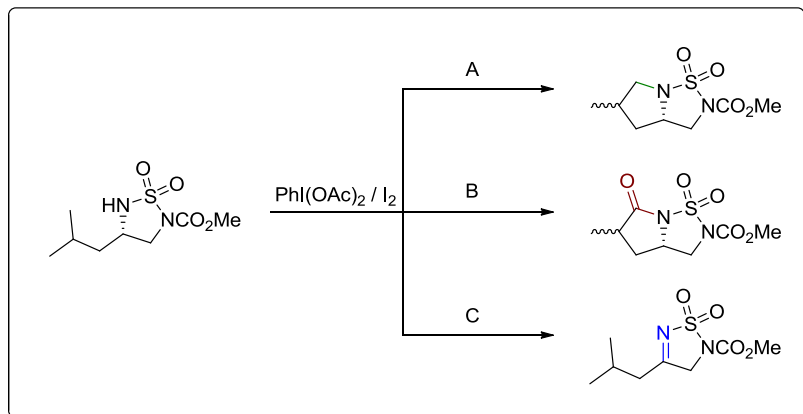 A
O O
S
N
NCO₂Me
PhI(OAc)₂ / I₂
B
O
O O
S
N
NCO₂Me
O O
S
HN
NCO₂Me
C
O O
S
N
NCO₂Me